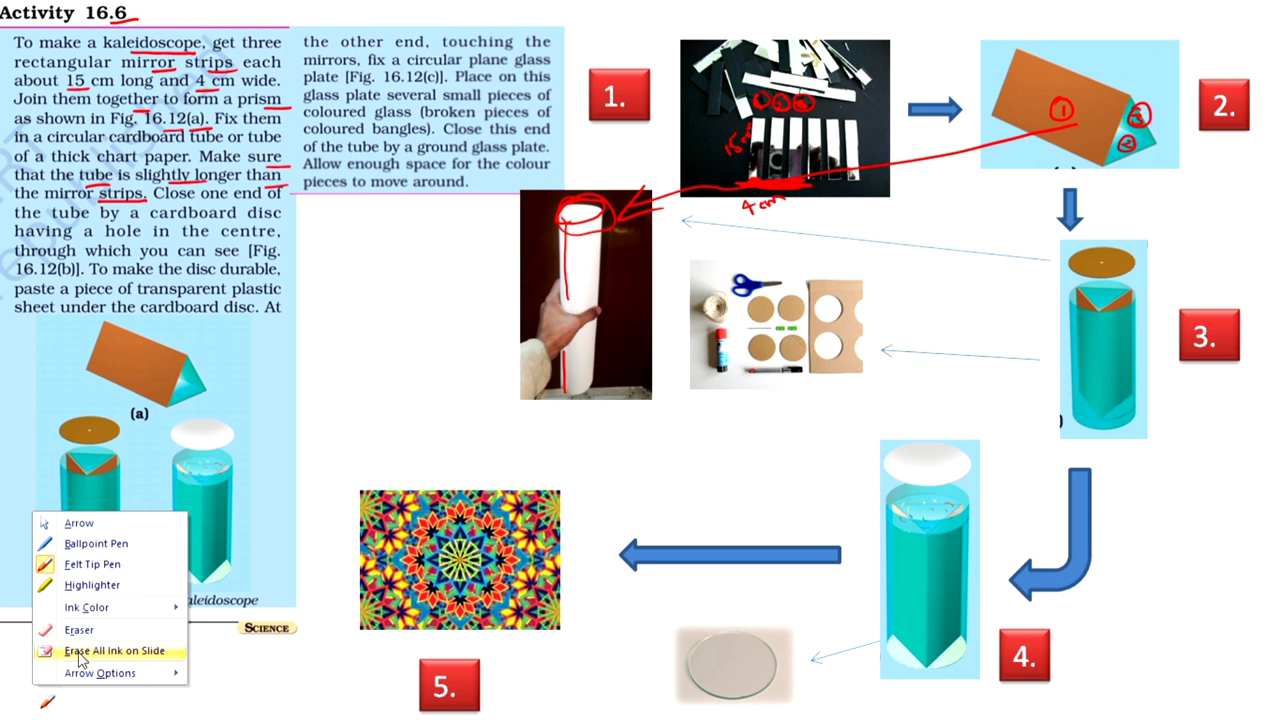 Activity 16.6
To make a kaleidoscope, get three
rectangular mirror strips each
about 15 cm long and 4 cm wide.
Join them together to form a prism
as shown in Fig. 16.12(a). Fix them
in a circular cardboard tube or tube
of a thick chart paper. Make sure
that the tube is slightly longer than
the mirror strips. Close one end of
the tube by a cardboard disc
having a hole in the centre,
through which you can see [Fig.
16.12(b)]. To make the disc durable,
paste a piece of transparent plastic
sheet under the cardboard disc. At
the other end, touching the
mirrors, fix a circular plane glass
plate [Fig. 16.12(c)]. Place on this
glass plate several small pieces of
coloured glass (broken pieces of
coloured bangles). Close this end
of the tube by a ground glass plate.
Allow enough space for the colour
pieces to move around.
(a)
aleidoscope
SCIENCE
Arrow
Ballpoint Pen
Felt Tip Pen
Highlighter
Ink Color
Eraser
Erase All Ink on Slide
Arrow Options
1.
1 2 3
4 cm
1
3
2
2.
3.
4.
5.